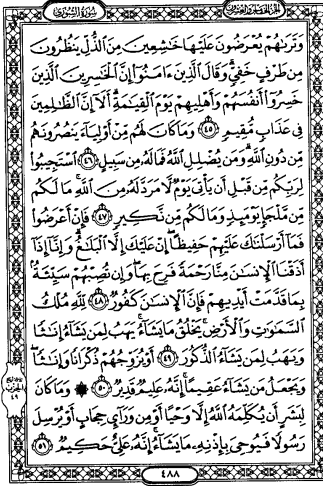 الجزء الخامس والعشرون
سورة الشورى
وَتَرَىٰهُمْ يُعْرَضُونَ عَلَيْهَا خَٰشِعِينَ مِنَ ٱلذُّلِّ يَنظُرُونَ
مِن طَرْفٍ خَفِيٍّ وَقَالَ ٱلَّذِينَ ءَامَنُوٓا۟ إِنَّ ٱلْخَٰسِرِينَ ٱلَّذِينَ
خَسِرُوٓا۟ أَنفُسَهُمْ وَأَهْلِيهِمْ يَوْمَ ٱلْقِيَٰمَةِ أَلَآ إِنَّ ٱلظَّٰلِمِينَ
فِى عَذَابٍ مُّقِيمٍ ٤٥ وَمَا كَانَ لَهُم مِّنْ أَوْلِيَآءَ يَنصُرُونَهُم
مِّن دُونِ ٱللَّهِ وَمَن يُضْلِلِ ٱللَّهُ فَمَا لَهُۥ مِن سَبِيلٍ ٤٦ ٱسْتَجِيبُوا۟
لِرَبِّكُم مِّن قَبْلِ أَن يَأْتِىَ يَوْمٌ لَّا مَرَدَّ لَهُۥ مِنَ ٱللَّهِ مَا لَكُم
مِّن مَّلْجَإٍ يَوْمَئِذٍ وَمَا لَكُم مِّن نَّكِيرٍ ٤٧ فَإِنْ أَعْرَضُوا۟
فَمَآ أَرْسَلْنَٰكَ عَلَيْهِمْ حَفِيظًا إِنْ عَلَيْكَ إِلَّا ٱلْبَلَٰغُ وَإِنَّآ إِذَآ
أَذَقْنَا ٱلْإِنسَٰنَ مِنَّا رَحْمَةً فَرِحَ بِهَا وَإِن تُصِبْهُمْ سَيِّئَةٌۢ
بِمَا قَدَّمَتْ أَيْدِيهِمْ فَإِنَّ ٱلْإِنسَٰنَ كَفُورٌ ٤٨ لِّلَّهِ مُلْكُ
ٱلسَّمَٰوَٰتِ وَٱلْأَرْضِ يَخْلُقُ مَا يَشَآءُ يَهَبُ لِمَن يَشَآءُ إِنَٰثًا
وَيَهَبُ لِمَن يَشَآءُ ٱلذُّكُورَ ٤٩ أَوْ يُزَوِّجُهُمْ ذُكْرَانًا وَإِنَٰثًا
وَيَجْعَلُ مَن يَشَآءُ عَقِيمًا إِنَّهُۥ عَلِيمٌ قَدِيرٌ ٥٠ وَمَا كَانَ
لِبَشَرٍ أَن يُكَلِّمَهُ ٱللَّهُ إِلَّا وَحْيًا أَوْ مِن وَرَآئِ حِجَابٍ أَوْ يُرْسِلَ
رَسُولًا فَيُوحِىَ بِإِذْنِهِۦ مَا يَشَآءُ إِنَّهُۥ عَلِىٌّ حَكِيمٌ ٥١
٤٨٨